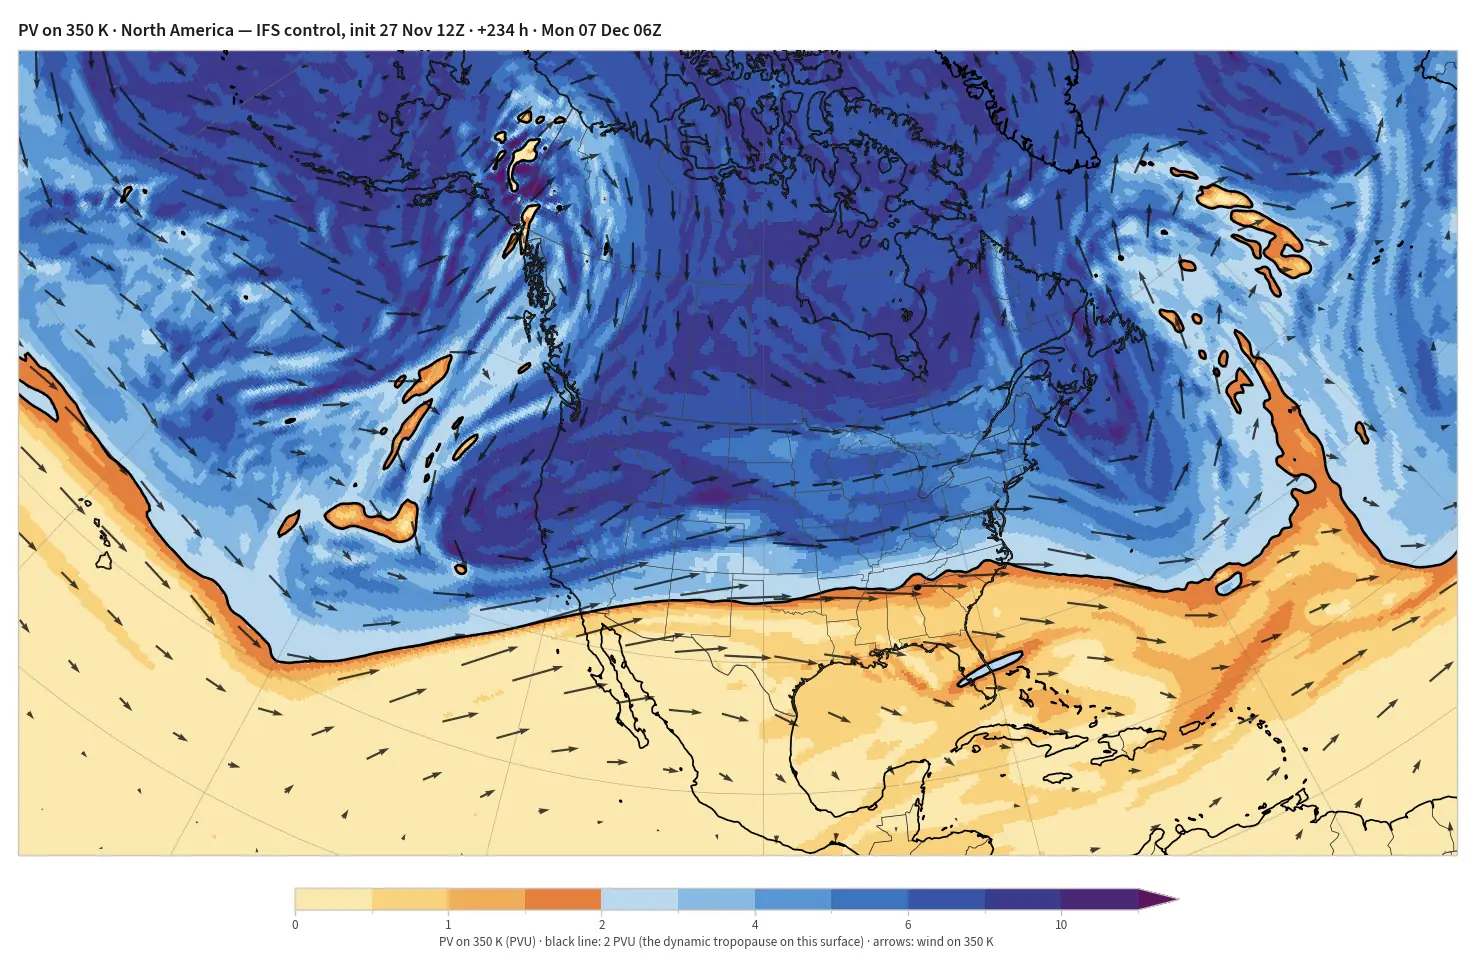 PV on 350 K · North America — IFS control, init 27 Nov 12Z · +234 h · Mon 07 Dec 06Z
0 1 2 4 6 10
PV on 350 K (PVU) · black line: 2 PVU (the dynamic tropopause on this surface) · arrows: wind on 350 K